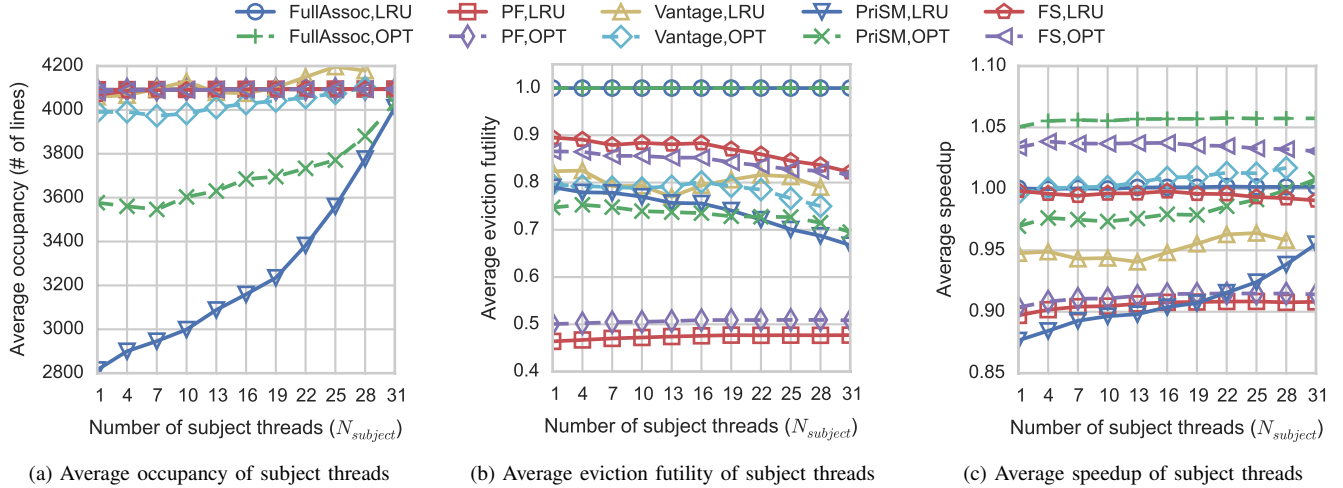 FullAssoc,LRU PF,LRU Vantage,LRU PriSM,LRU FS,LRU
FullAssoc,OPT PF,OPT Vantage,OPT PriSM,OPT FS,OPT
Average occupancy (# of lines)
4200
4000
3800
3600
3400
3200
3000
2800
1 4 7 10 13 16 19 22 25 28 31
Number of subject threads (N_subject)
(a) Average occupancy of subject threads
Average eviction futility
1.0
0.9
0.8
0.7
0.6
0.5
0.4
1 4 7 10 13 16 19 22 25 28 31
Number of subject threads (N_subject)
(b) Average eviction futility of subject threads
Average speedup
1.10
1.05
1.00
0.95
0.90
0.85
1 4 7 10 13 16 19 22 25 28 31
Number of subject threads (N_subject)
(c) Average speedup of subject threads